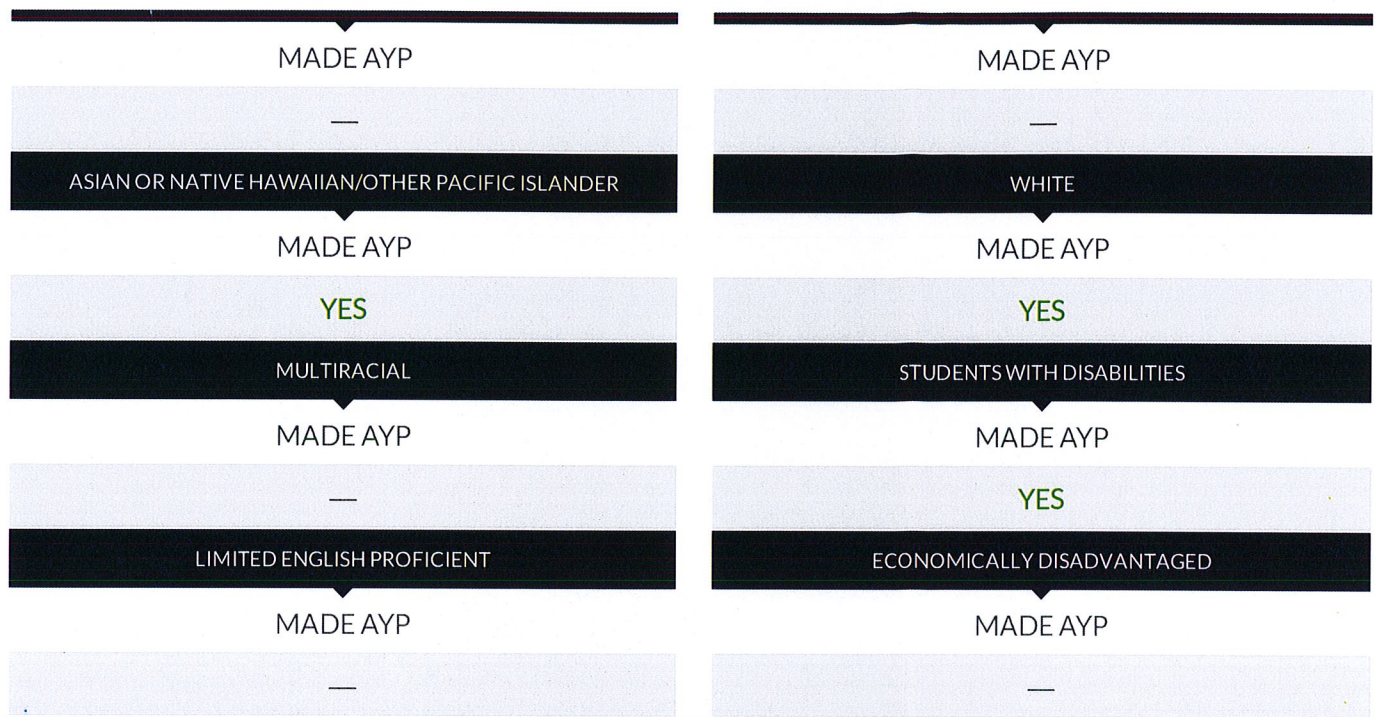 MADE AYP
MADE AYP
—
—
ASIAN OR NATIVE HAWAIIAN/OTHER PACIFIC ISLANDER
WHITE
MADE AYP
MADE AYP
YES
YES
MULTIRACIAL
STUDENTS WITH DISABILITIES
MADE AYP
MADE AYP
—
YES
LIMITED ENGLISH PROFICIENT
ECONOMICALLY DISADVANTAGED
MADE AYP
MADE AYP
—
—